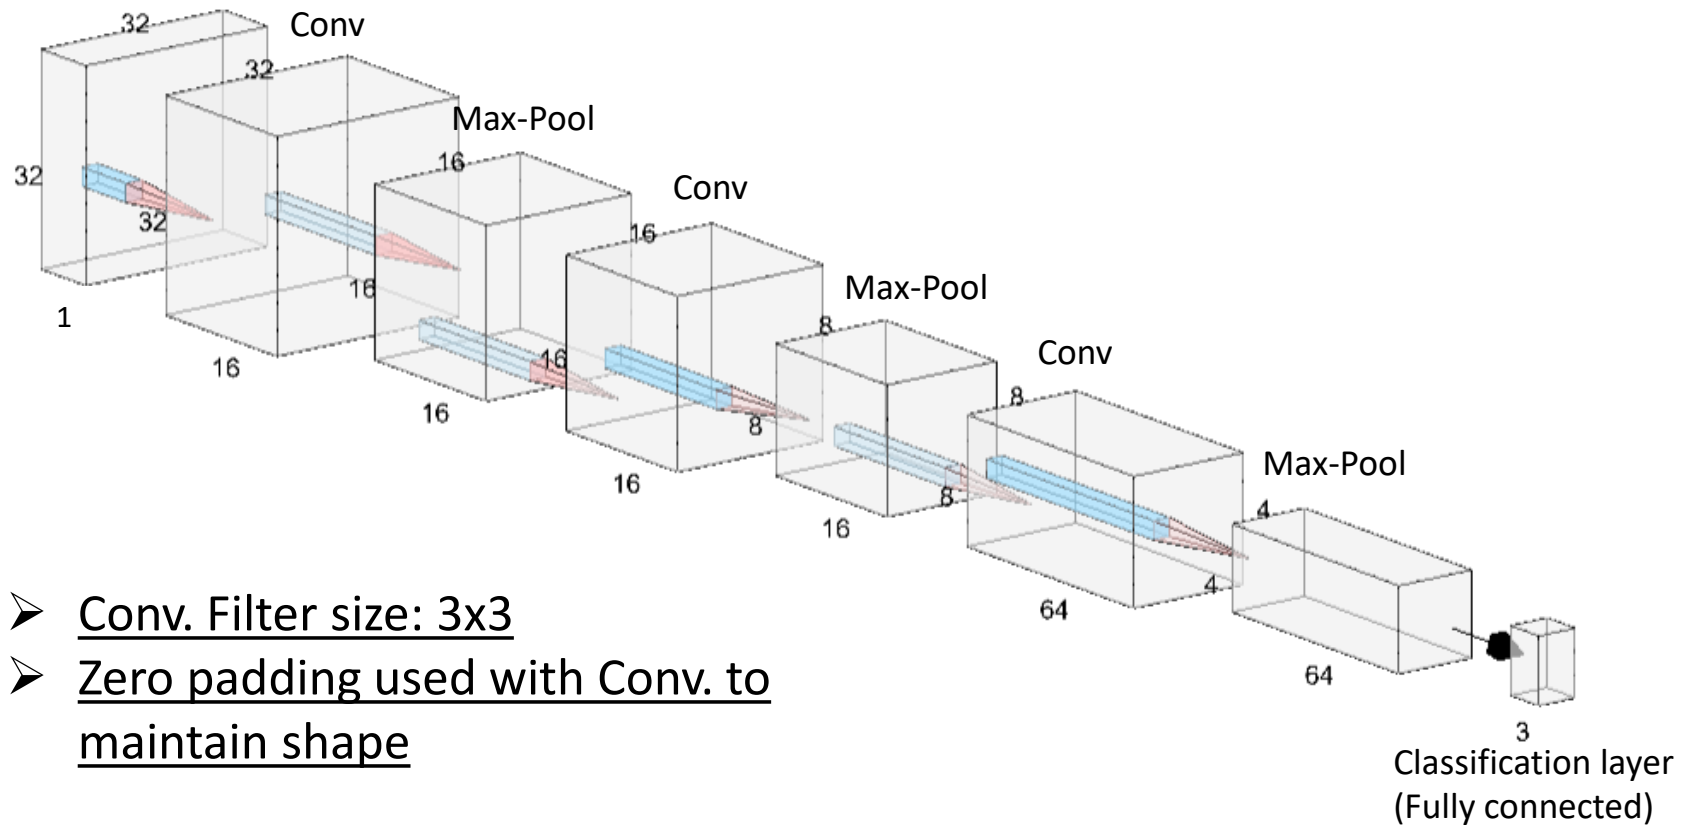 32
Conv
32
32
32
1
16
Max-Pool
16
16
16
Conv
16
16
16
Max-Pool
8
8
16
Conv
8
8
64
Max-Pool
4
4
64
3
Classification layer
(Fully connected)
➢ Conv. Filter size: 3x3
➢ Zero padding used with Conv. to
maintain shape